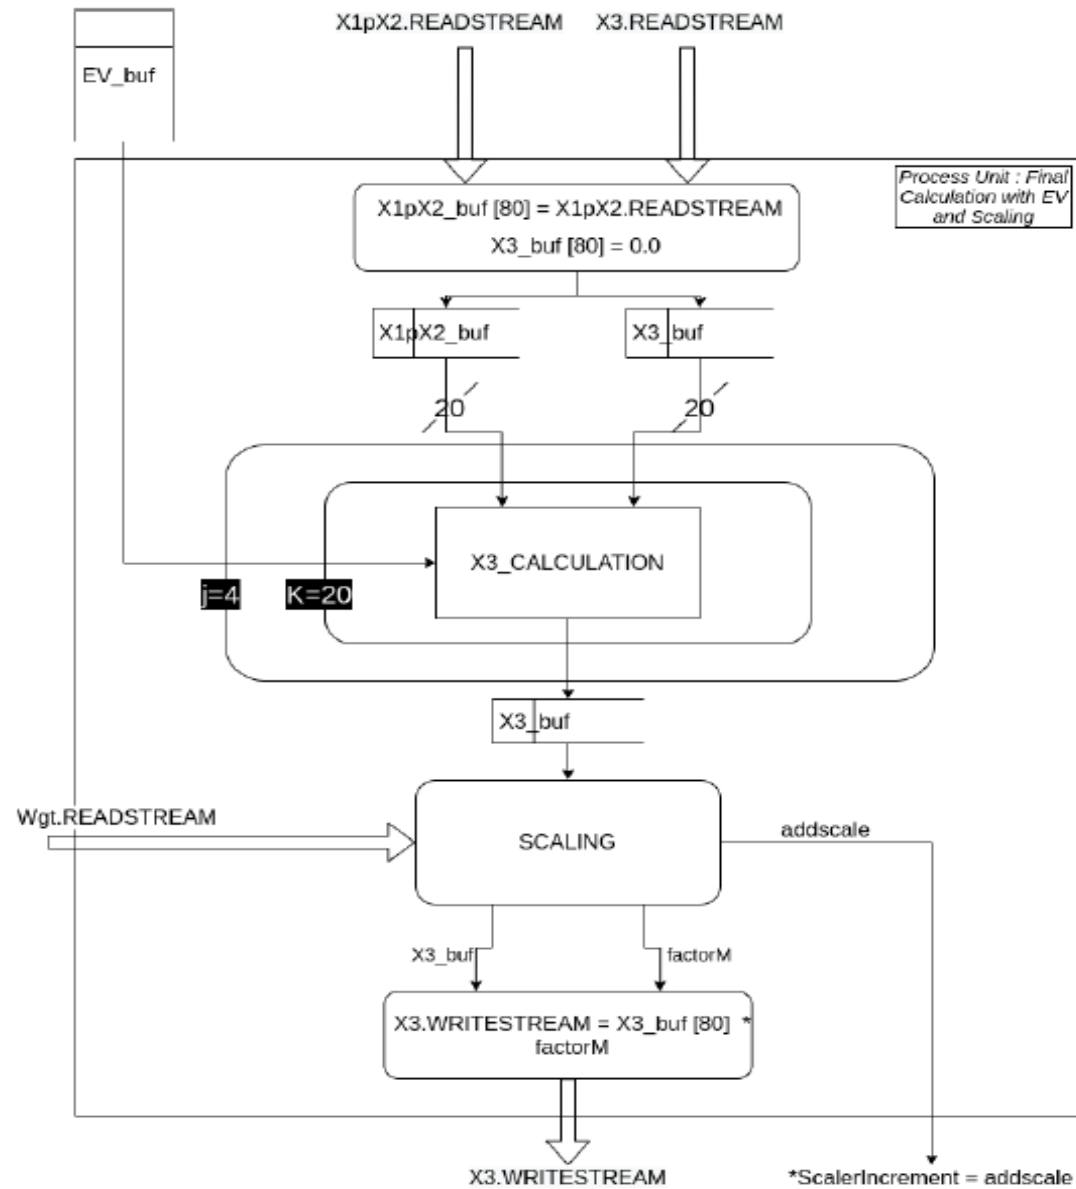 X1pX2.READSTREAM
X3.READSTREAM
EV_buf
Process Unit : Final
Calculation with EV
and Scaling
X1pX2_buf [80] = X1pX2.READSTREAM
X3_buf [80] = 0.0
X1pX2_buf
X3_buf
20
20
X3_CALCULATION
j=4
K=20
X3_buf
Wgt.READSTREAM
SCALING
addscale
X3_buf
factorM
X3.WRITESTREAM = X3_buf [80] *
factorM
X3.WRITESTREAM
*ScalerIncrement = addscale